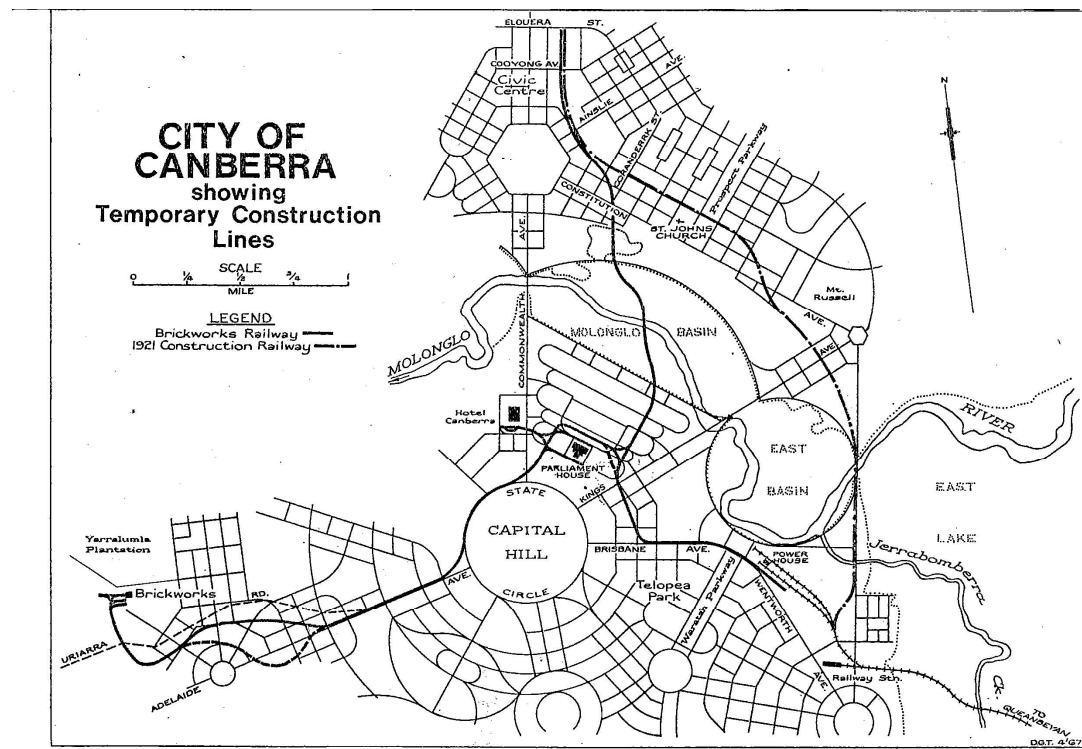 CITY OF
CANBERRA
showing
Temporary Construction
Lines
SCALE
0 1/4 1/2 3/4 1
MILE
LEGEND
Brickworks Railway
1921 Construction Railway
ELOUERA ST.
COOYONG AV.
Civic
Centre
AINSLIE AVE.
CORANDERRK ST.
CONSTITUTION AVE.
Prospect Parkway
ST. JOHNS
CHURCH
Mt.
Russell
N
COMMONWEALTH AVE.
MOLONGLO
MOLONGLO BASIN
AVE.
RIVER
Hotel
Canberra
PARLIAMENT
HOUSE
KINGS
EAST
BASIN
EAST
LAKE
STATE
CAPITAL
HILL
CIRCLE
BRISBANE AVE.
POWER
HOUSE
Jerrabomberra
Ck.
Telopea
Park
Waratah Parkway
WENTWORTH
AVE.
Yarralumla
Plantation
Brickworks
URIARRA RD.
ADELAIDE AVE.
Railway Stn.
TO
QUEANBEYAN
D.G.T. 4'67